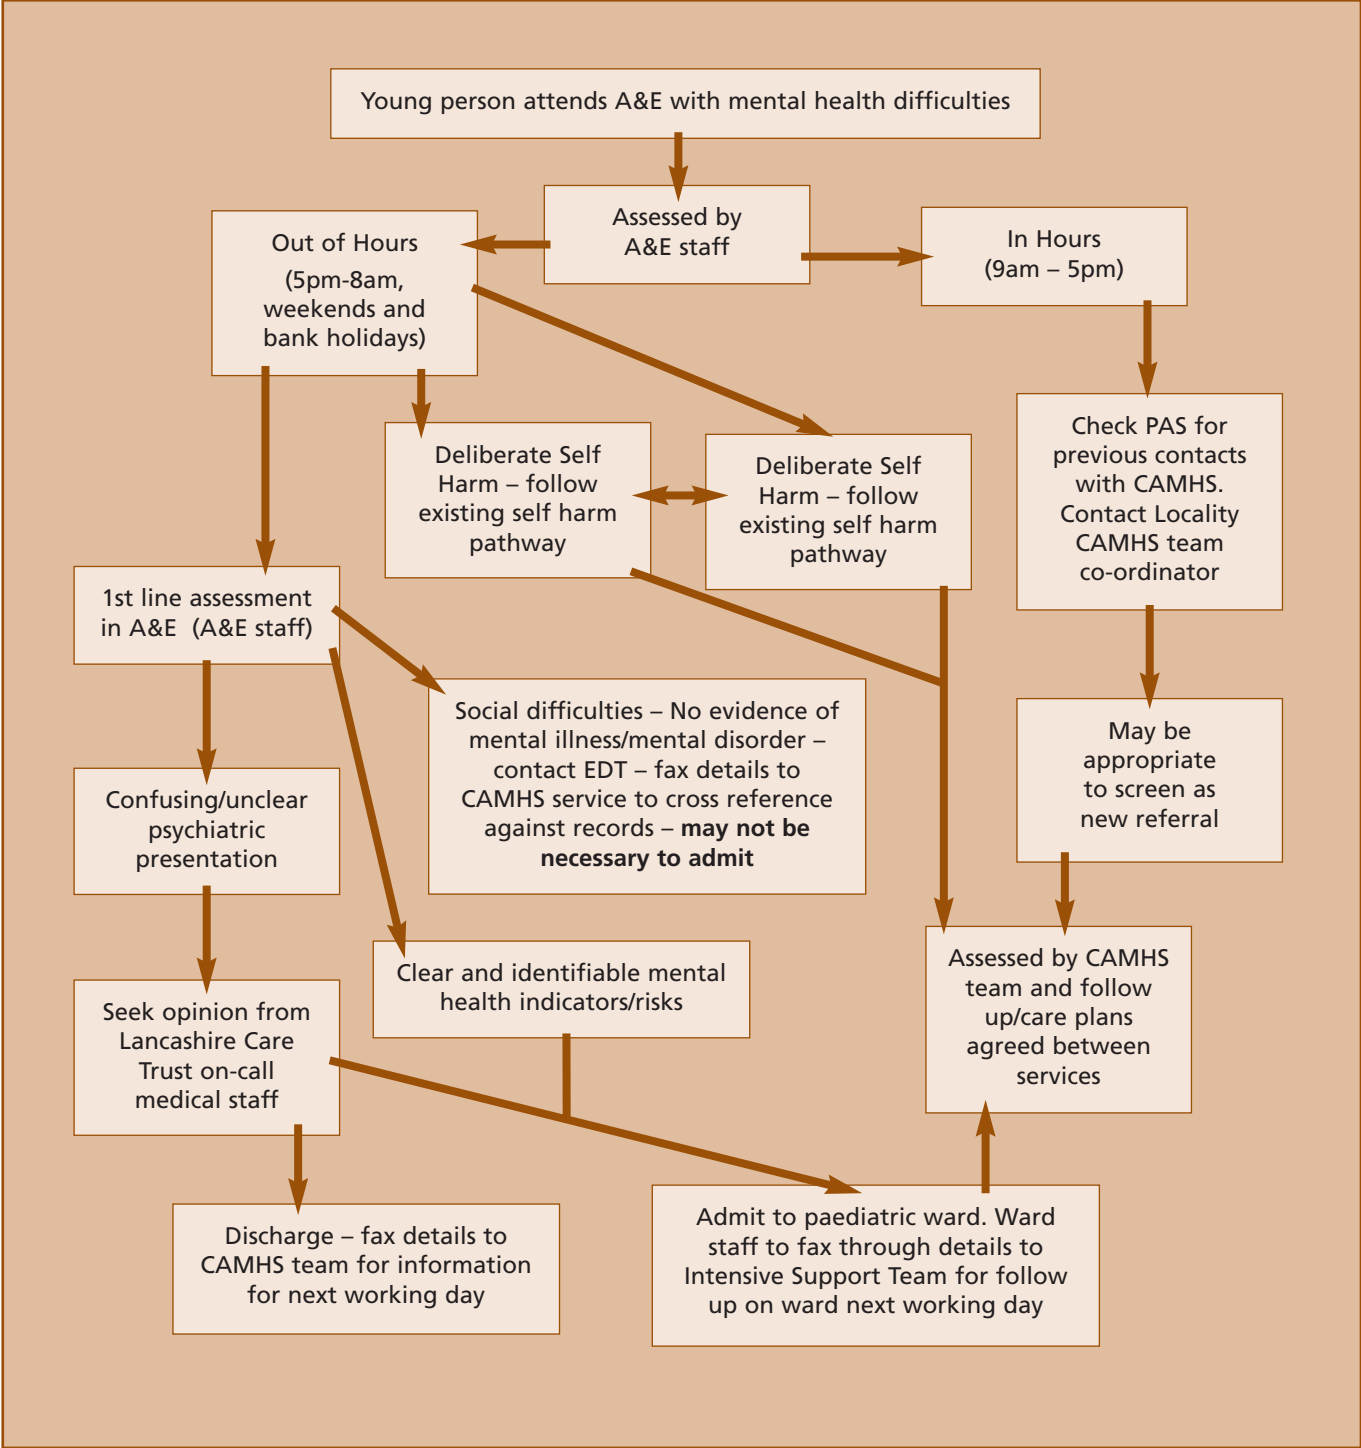 Young person attends A&E with mental health difficulties
Assessed by
A&E staff
Out of Hours
(5pm-8am,
weekends and
bank holidays)
In Hours
(9am – 5pm)
Deliberate Self
Harm – follow
existing self harm
pathway
Deliberate Self
Harm – follow
existing self harm
pathway
Check PAS for
previous contacts
with CAMHS.
Contact Locality
CAMHS team
co-ordinator
1st line assessment
in A&E (A&E staff)
Social difficulties – No evidence of
mental illness/mental disorder –
contact EDT – fax details to
CAMHS service to cross reference
against records – may not be
necessary to admit
May be
appropriate
to screen as
new referral
Confusing/unclear
psychiatric
presentation
Clear and identifiable mental
health indicators/risks
Assessed by CAMHS
team and follow
up/care plans
agreed between
services
Seek opinion from
Lancashire Care
Trust on-call
medical staff
Discharge – fax details to
CAMHS team for information
for next working day
Admit to paediatric ward. Ward
staff to fax through details to
Intensive Support Team for follow
up on ward next working day